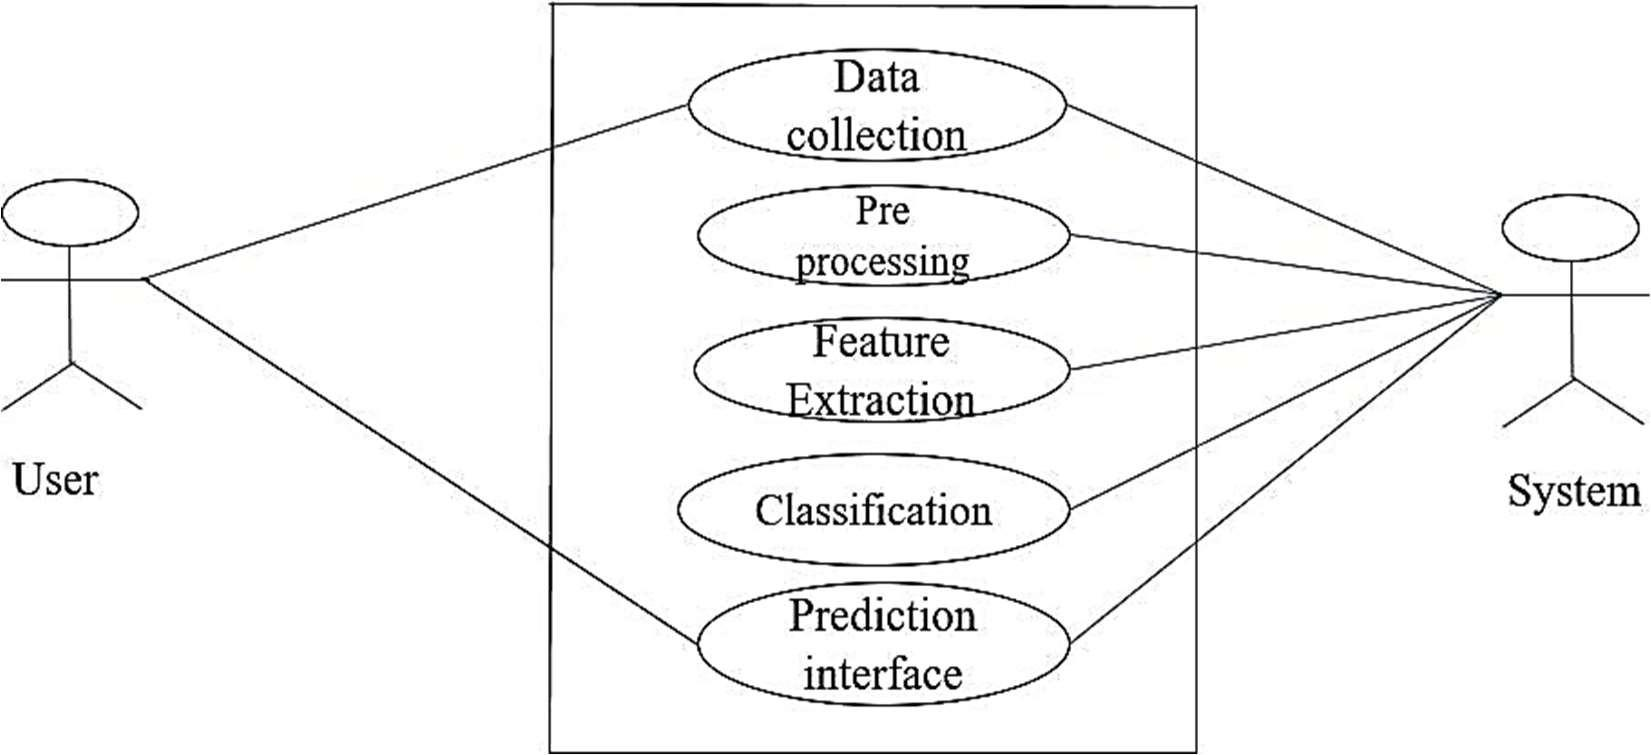 Data
collection
Pre
processing
Feature
Extraction
Classification
Prediction
interface
User
System